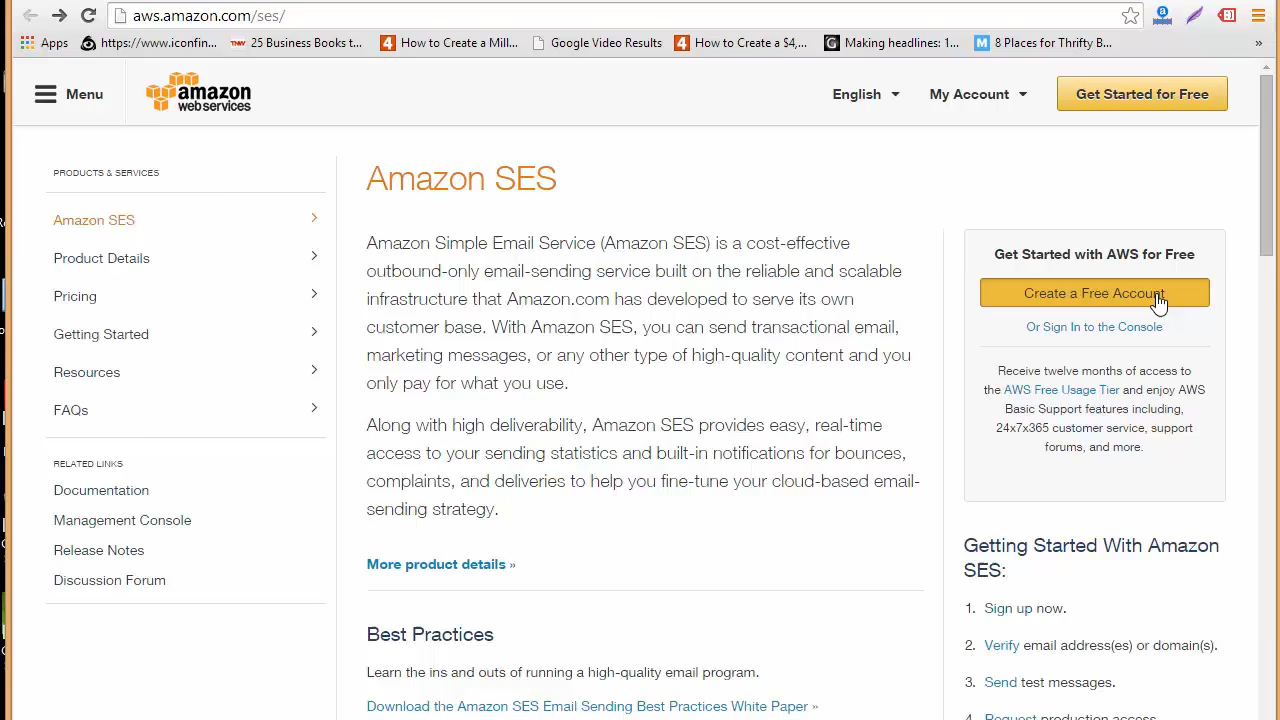 aws.amazon.com/ses/
Apps https://www.iconfin... 25 Business Books to... How to Create a Mill... Google Video Results How to Create a $4,... Making headlines: 1... 8 Places for Thrifty B... »
Menu
amazon
web services
English
My Account
Get Started for Free
PRODUCTS & SERVICES
Amazon SES
Product Details
Pricing
Getting Started
Resources
FAQs
RELATED LINKS
Documentation
Management Console
Release Notes
Discussion Forum
Amazon SES
Amazon Simple Email Service (Amazon SES) is a cost-effective
outbound-only email-sending service built on the reliable and scalable
infrastructure that Amazon.com has developed to serve its own
customer base. With Amazon SES, you can send transactional email,
marketing messages, or any other type of high-quality content and you
only pay for what you use.
Along with high deliverability, Amazon SES provides easy, real-time
access to your sending statistics and built-in notifications for bounces,
complaints, and deliveries to help you fine-tune your cloud-based email-
sending strategy.
More product details »
Best Practices
Learn the ins and outs of running a high-quality email program.
Download the Amazon SES Email Sending Best Practices White Paper »
Get Started with AWS for Free
Create a Free Account
Or Sign In to the Console
Receive twelve months of access to
the AWS Free Usage Tier and enjoy AWS
Basic Support features including,
24x7x365 customer service, support
forums, and more.
Getting Started With Amazon
SES:
1. Sign up now.
2. Verify email address(es) or domain(s).
3. Send test messages.
4. Request production access.